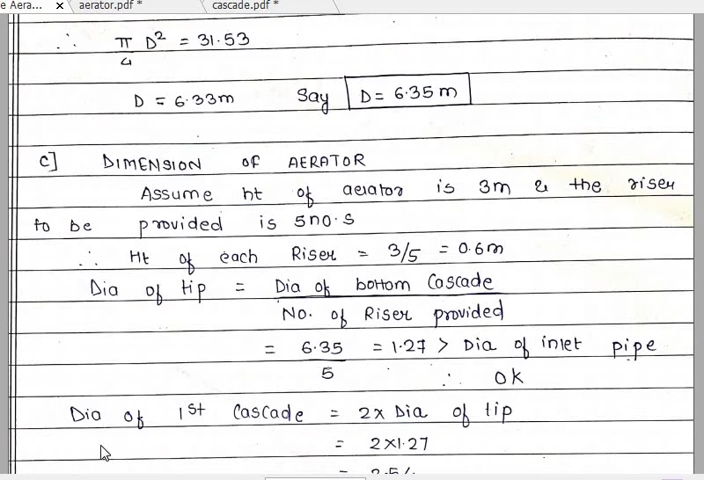 e Aera... × aerator.pdf * cascade.pdf *
∴ π/4 D² = 31.53
D = 6.33m Say D = 6.35 m
c] DIMENSION OF AERATOR
Assume ht of aerator is 3m & the riser
to be provided is 5no.s
∴ Ht of each Riser = 3/5 = 0.6m
Dia of tip = Dia of bottom Cascade
No. of Riser provided
= 6.35 = 1.27 > Dia of inlet pipe
5 ∴ OK
Dia of 1st Cascade = 2x Dia of tip
= 2x1.27